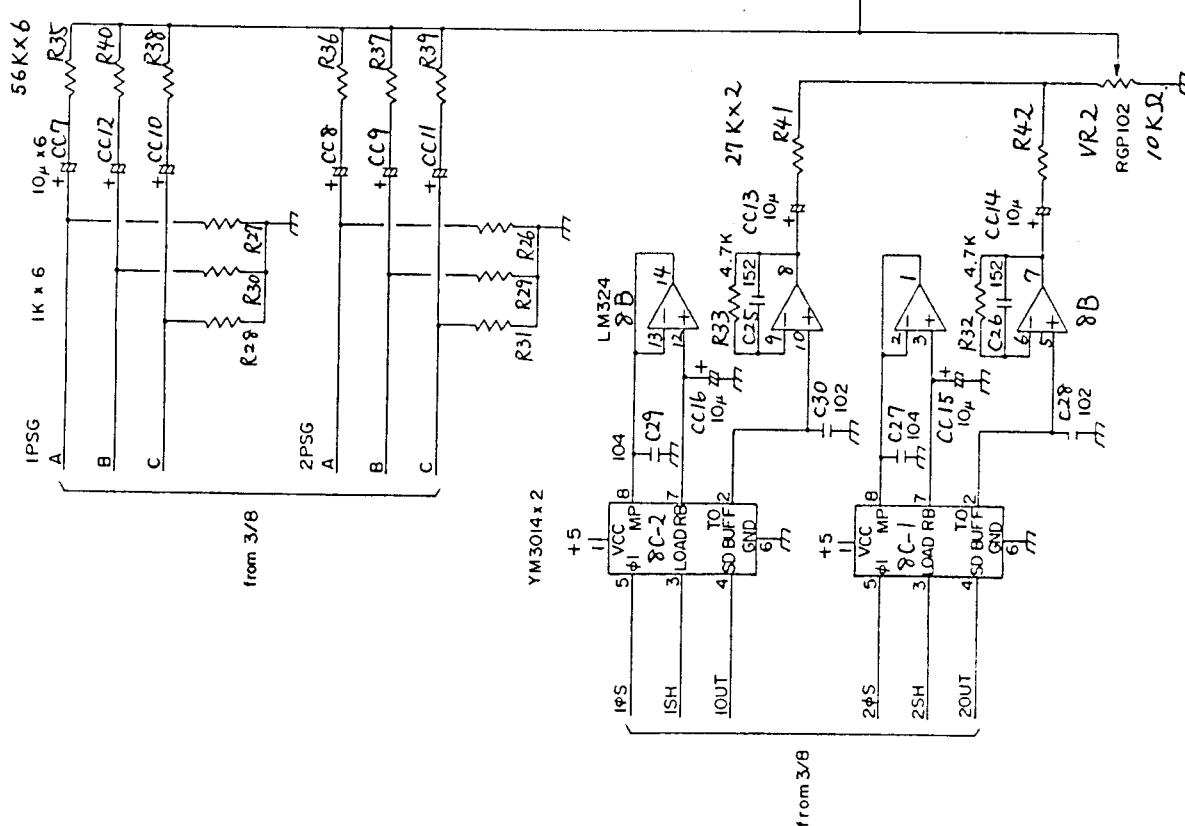 56K×6
R35
R40
R38
R36
R37
R39
10μ×6
+ CC7
+ CC12
+ CC10
+ CC8
+ CC9
+ CC11
1K × 6
R27
R30
R28
R26
R29
R31
1PSG
A
B
C
2PSG
A
B
C
from 3/8
27K×2
R41
R42
VR2
RGP102
10KΩ
CC13
10μ
+
CC14
10μ
+
LM324
8B
14
13
12
R33
4.7K
C25
152
8
9
10
1
2
3
R32
4.7K
C26
152
7
6
5
8B
104
C29
CC16
10μ
+
C30
102
C27
104
CC15
10μ
+
C28
102
YM3014×2
+5
1
VCC
5
φ1
MP
8
8C-2
3
LOAD
RB
7
4
SD
TO
BUFF
2
GND
6
+5
1
VCC
5
φ1
MP
8
8C-1
3
LOAD
RB
7
4
SD
TO
BUFF
2
GND
6
1φS
1SH
1OUT
2φS
2SH
2OUT
from 3/8